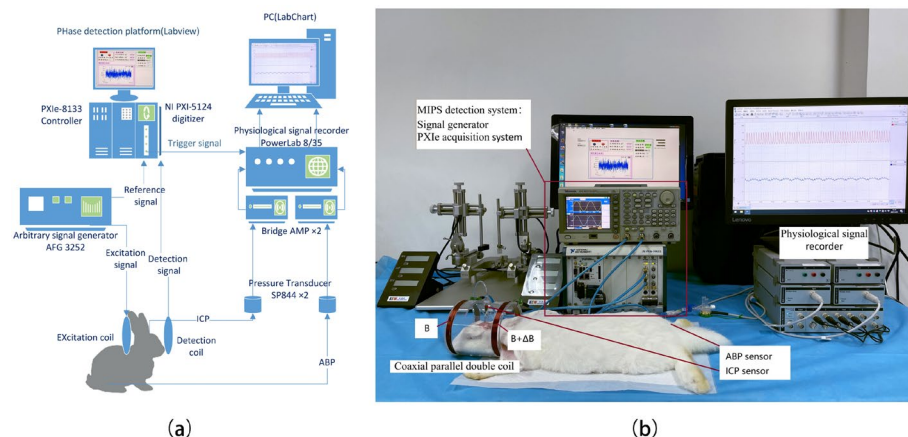 PHase detection platform(Labview)
PC(LabChart)
PXIe-8133
Controller
NI PXI-5124
digitizer
Trigger signal
Physiological signal recorder
PowerLab 8/35
Reference
signal
Arbitrary signal generator
AFG 3252
Bridge AMP ×2
Excitation
signal
Detection
signal
Pressure Transducer
SP844 ×2
ICP
EXcitation coil
Detection
coil
ABP
(a)
MIPS detection system:
Signal generator
PXIe acquisition system
Lenovo
Physiological signal
recorder
B
B+ΔB
Coaxial parallel double coil
ABP sensor
ICP sensor
(b)